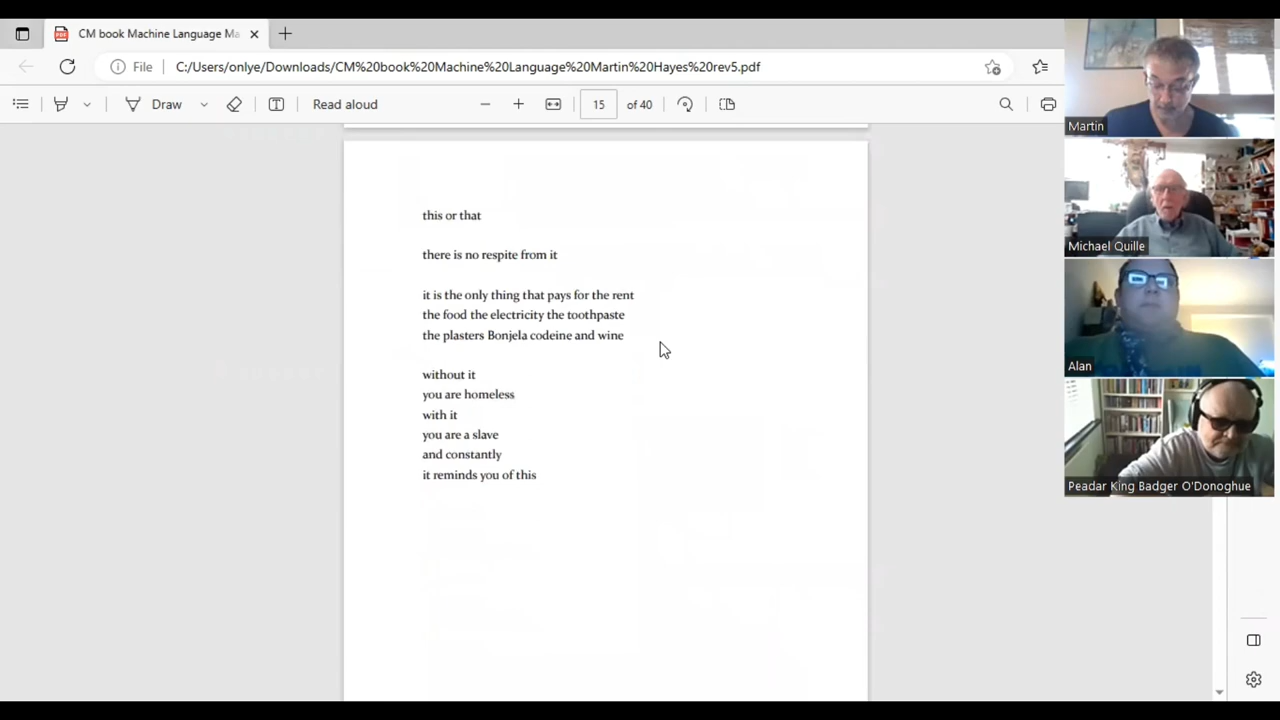 CM book Machine Language Ma
File
C:/Users/onlye/Downloads/CM%20book%20Machine%20Language%20Martin%20Hayes%20rev5.pdf
Draw
Read aloud
15
of 40
this or that
there is no respite from it
it is the only thing that pays for the rent
the food the electricity the toothpaste
the plasters Bonjela codeine and wine
without it
you are homeless
with it
you are a slave
and constantly
it reminds you of this
Martin
Michael Quille
Alan
Peadar King Badger O'Donoghue